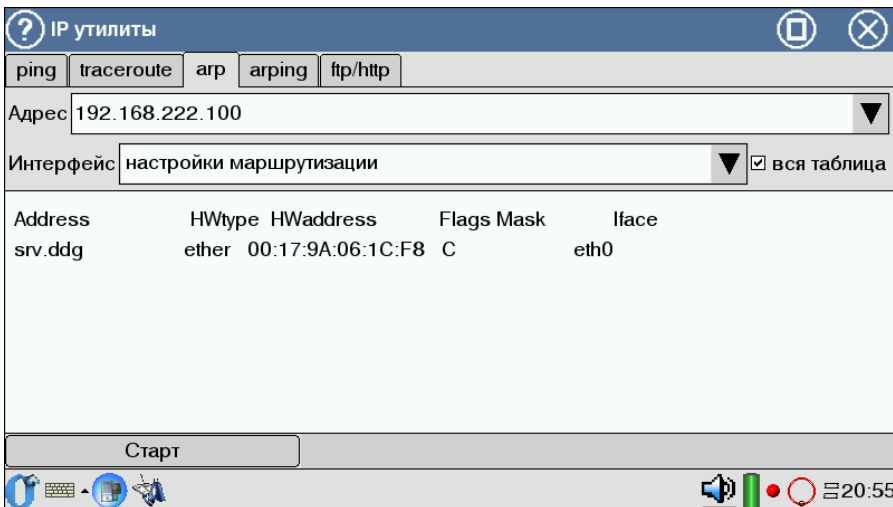 IP утилиты
ping traceroute arp arping ftp/http
Адрес 192.168.222.100
Интерфейс настройки маршрутизации вся таблица
Address HWtype HWaddress Flags Mask Iface
srv.ddg ether 00:17:9A:06:1C:F8 C eth0
Старт
20:55